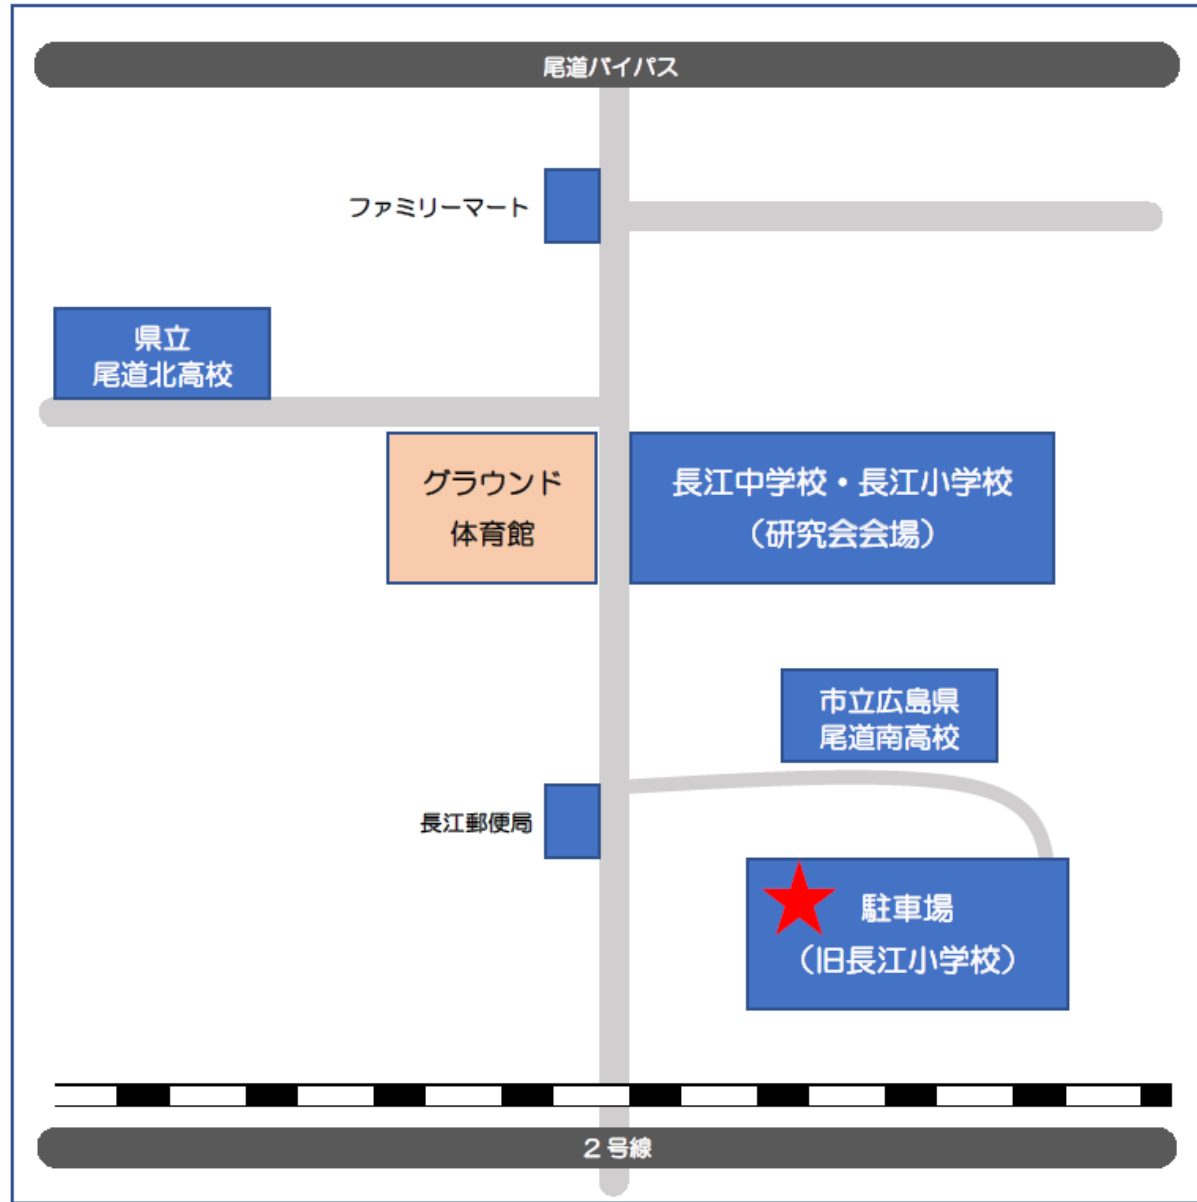 尾道バイパス
ファミリーマート
県立
尾道北高校
グラウンド
体育館
長江中学校・長江小学校
（研究会会場）
市立広島県
尾道南高校
長江郵便局
駐車場
（旧長江小学校）
２号線